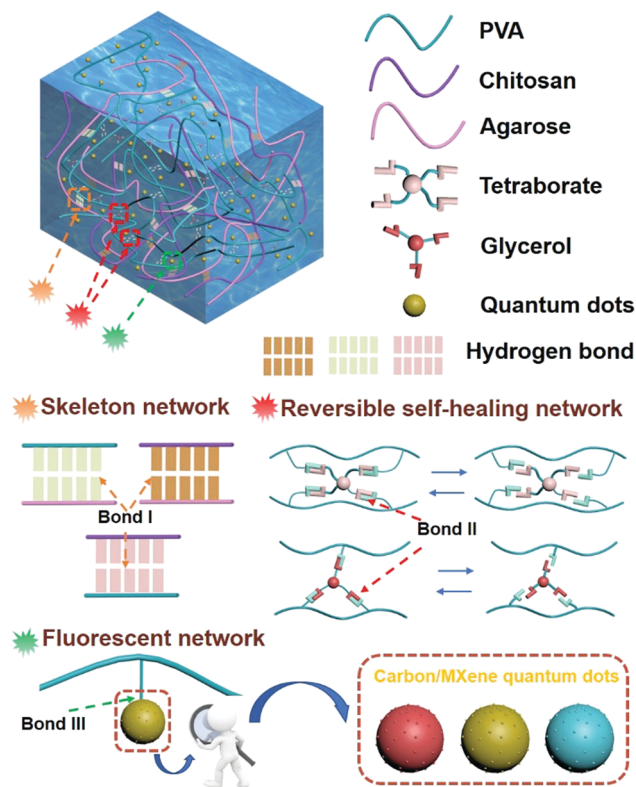 PVA
Chitosan
Agarose
Tetraborate
Glycerol
Quantum dots
Hydrogen bond
Skeleton network
Reversible self-healing network
Bond I
Bond II
Fluorescent network
Bond III
Carbon/MXene quantum dots